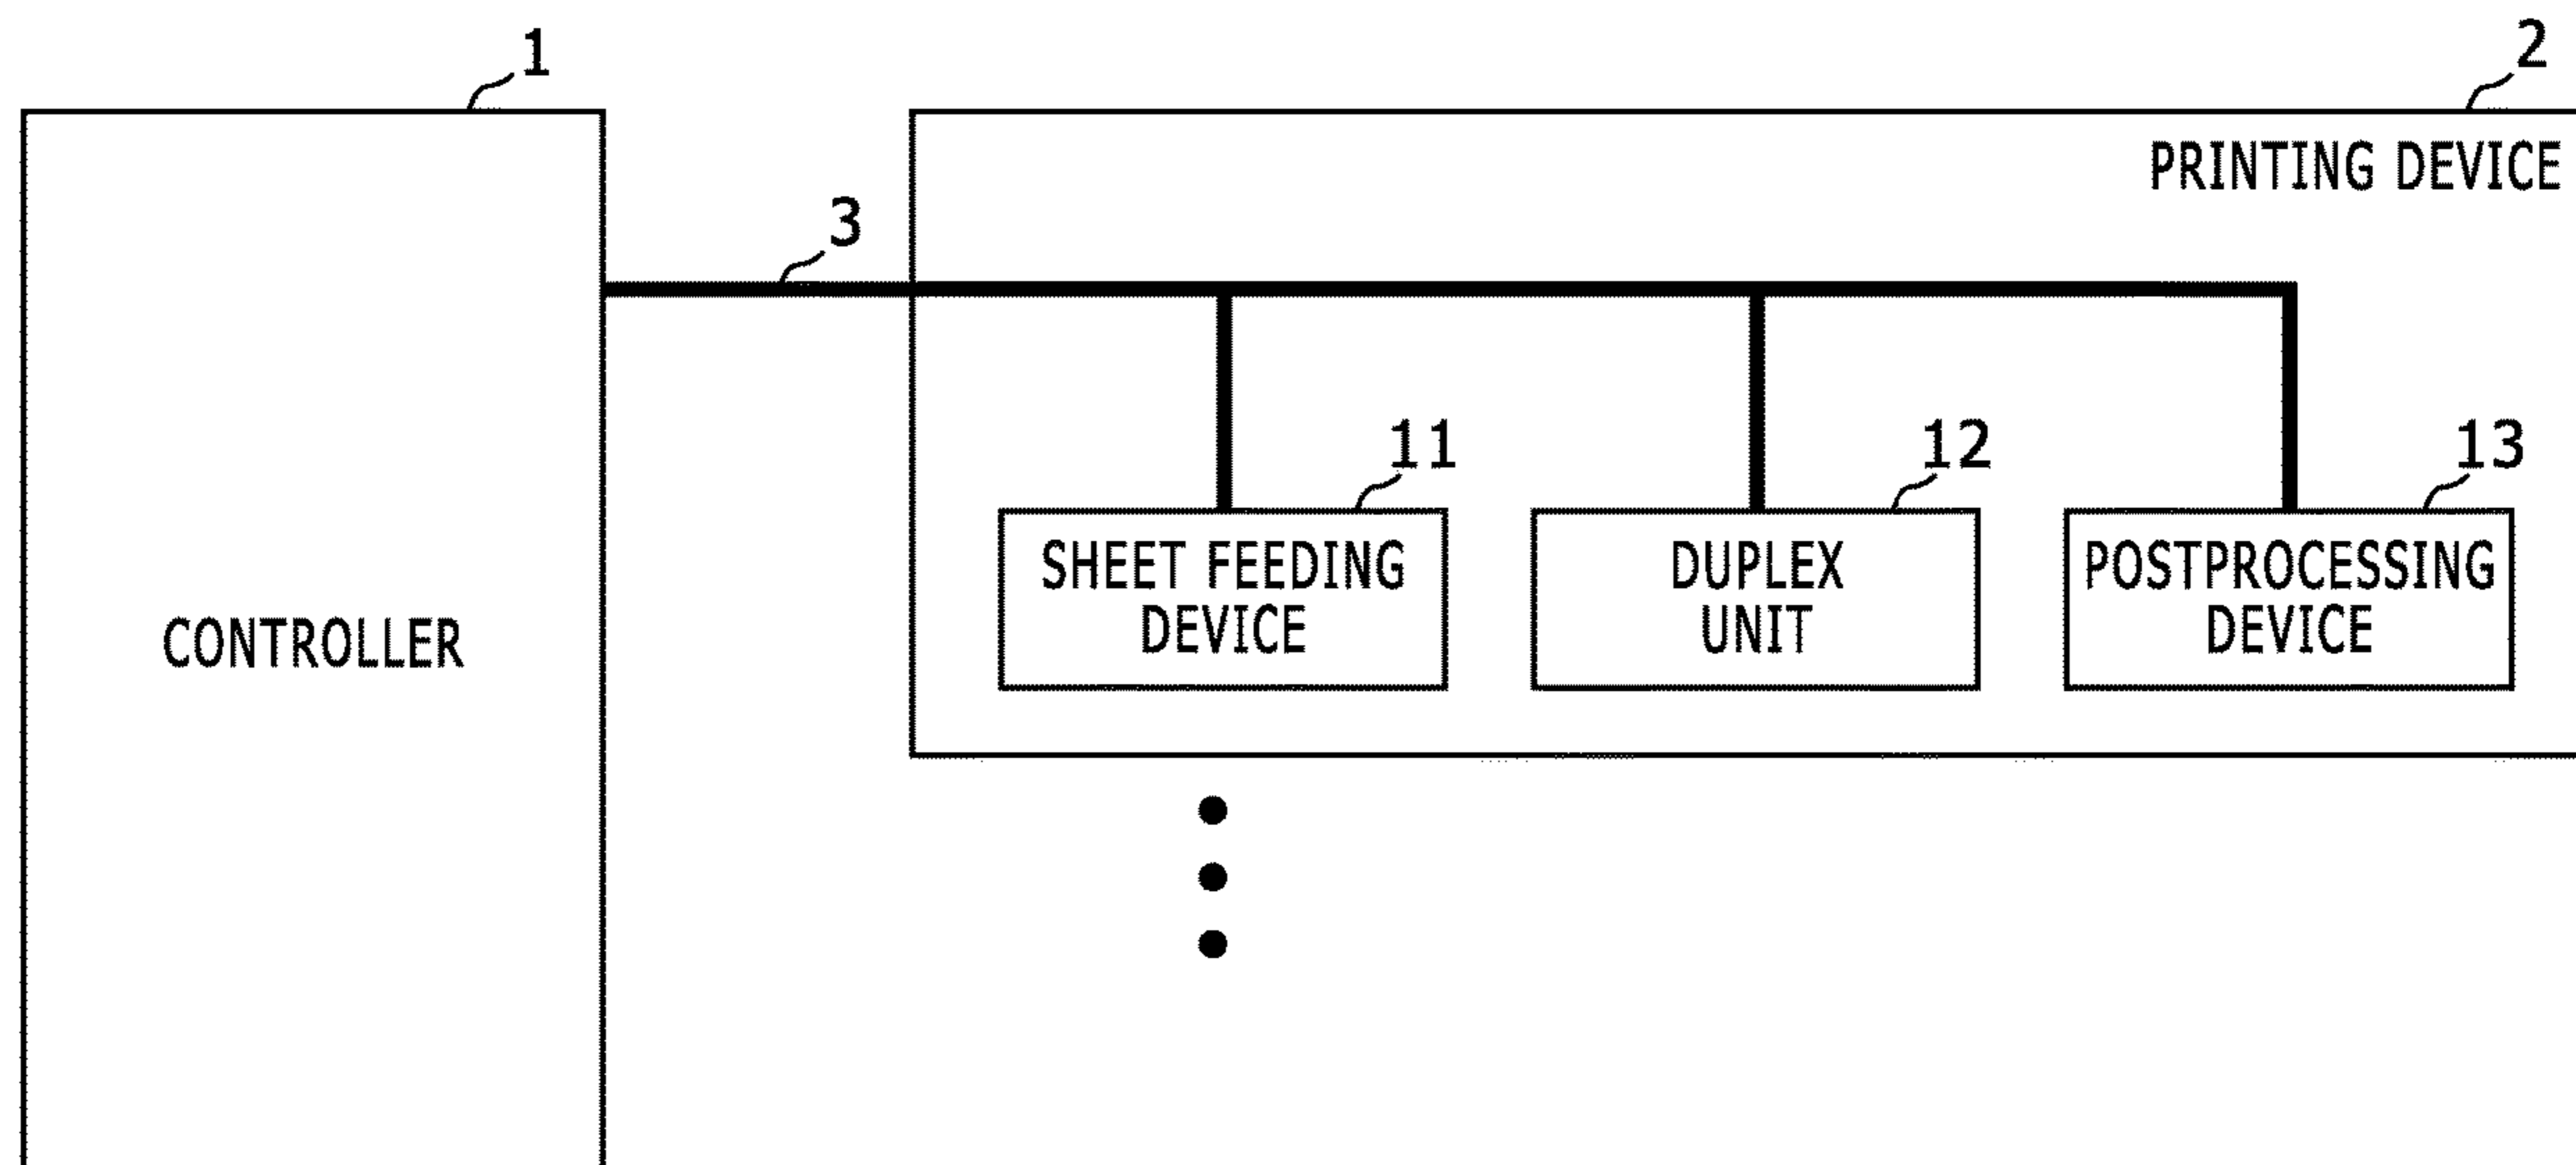 1
2
PRINTING DEVICE
3
11
12
13
SHEET FEEDING
DEVICE
DUPLEX
UNIT
POSTPROCESSING
DEVICE
CONTROLLER